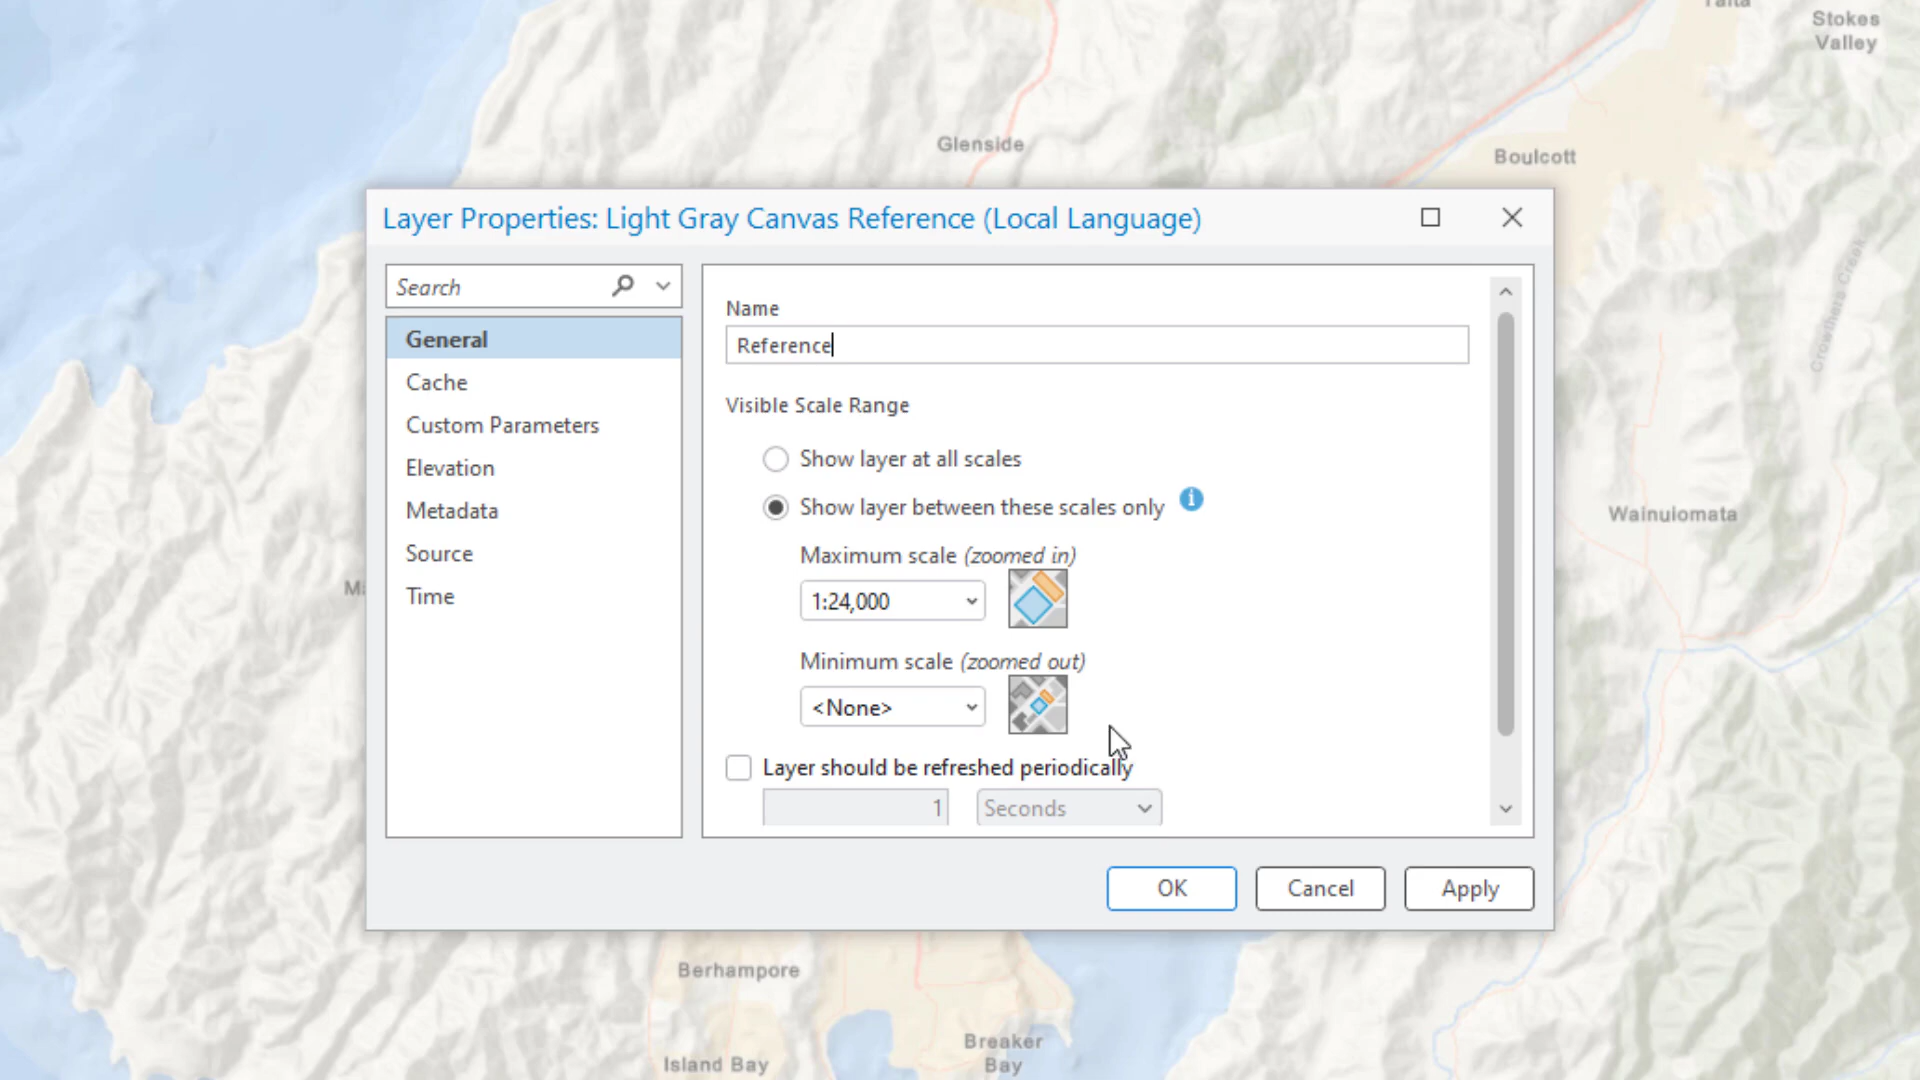 Stokes
Valley
Glenside
Boulcott
Layer Properties: Light Gray Canvas Reference (Local Language)
Search
General
Cache
Custom Parameters
Elevation
Metadata
Source
Time
Name
Reference
Visible Scale Range
Show layer at all scales
Show layer between these scales only
Maximum scale (zoomed in)
1:24,000
Minimum scale (zoomed out)
<None>
Layer should be refreshed periodically
1
Seconds
OK
Cancel
Apply
Crowthers Creek
Wainuiomata
Berhampore
Island Bay
Breaker
Bay